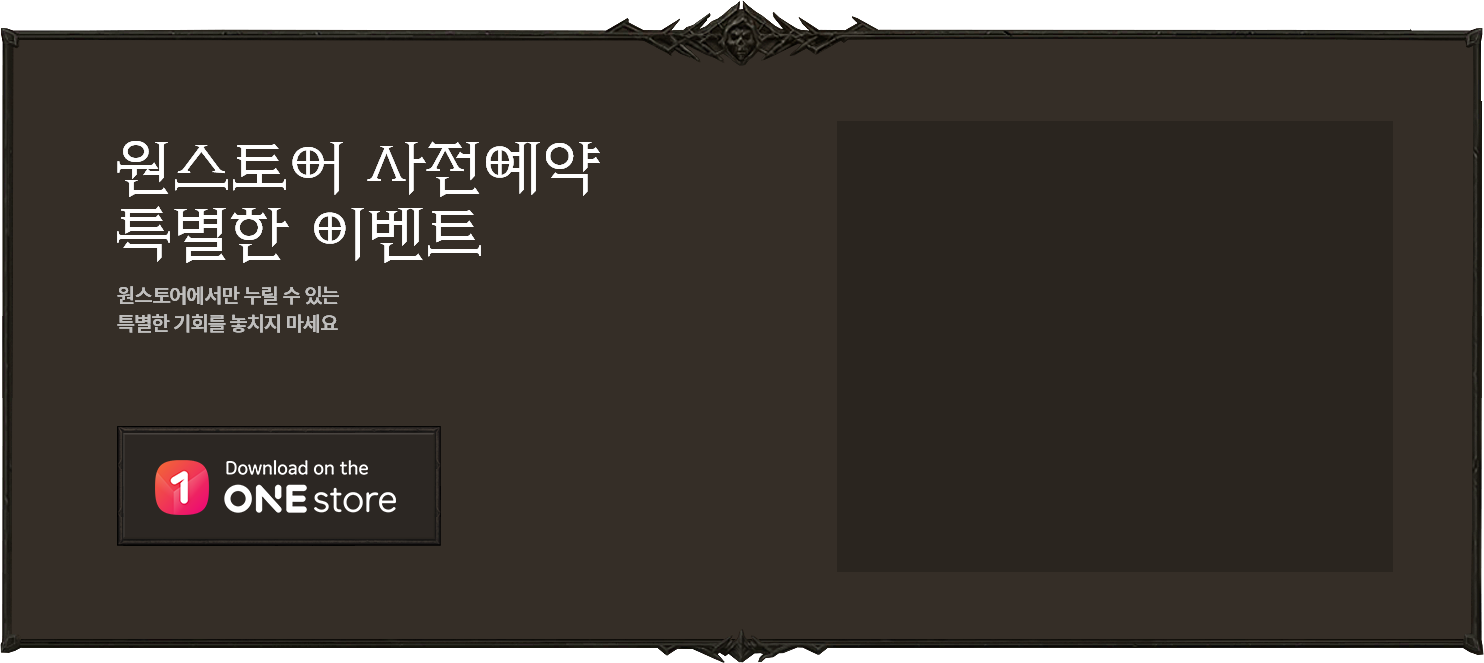 원스토어 사전예약
특별한 이벤트
원스토어에서만 누릴 수 있는
특별한 기회를 놓치지 마세요
1
Download on the
ONE store